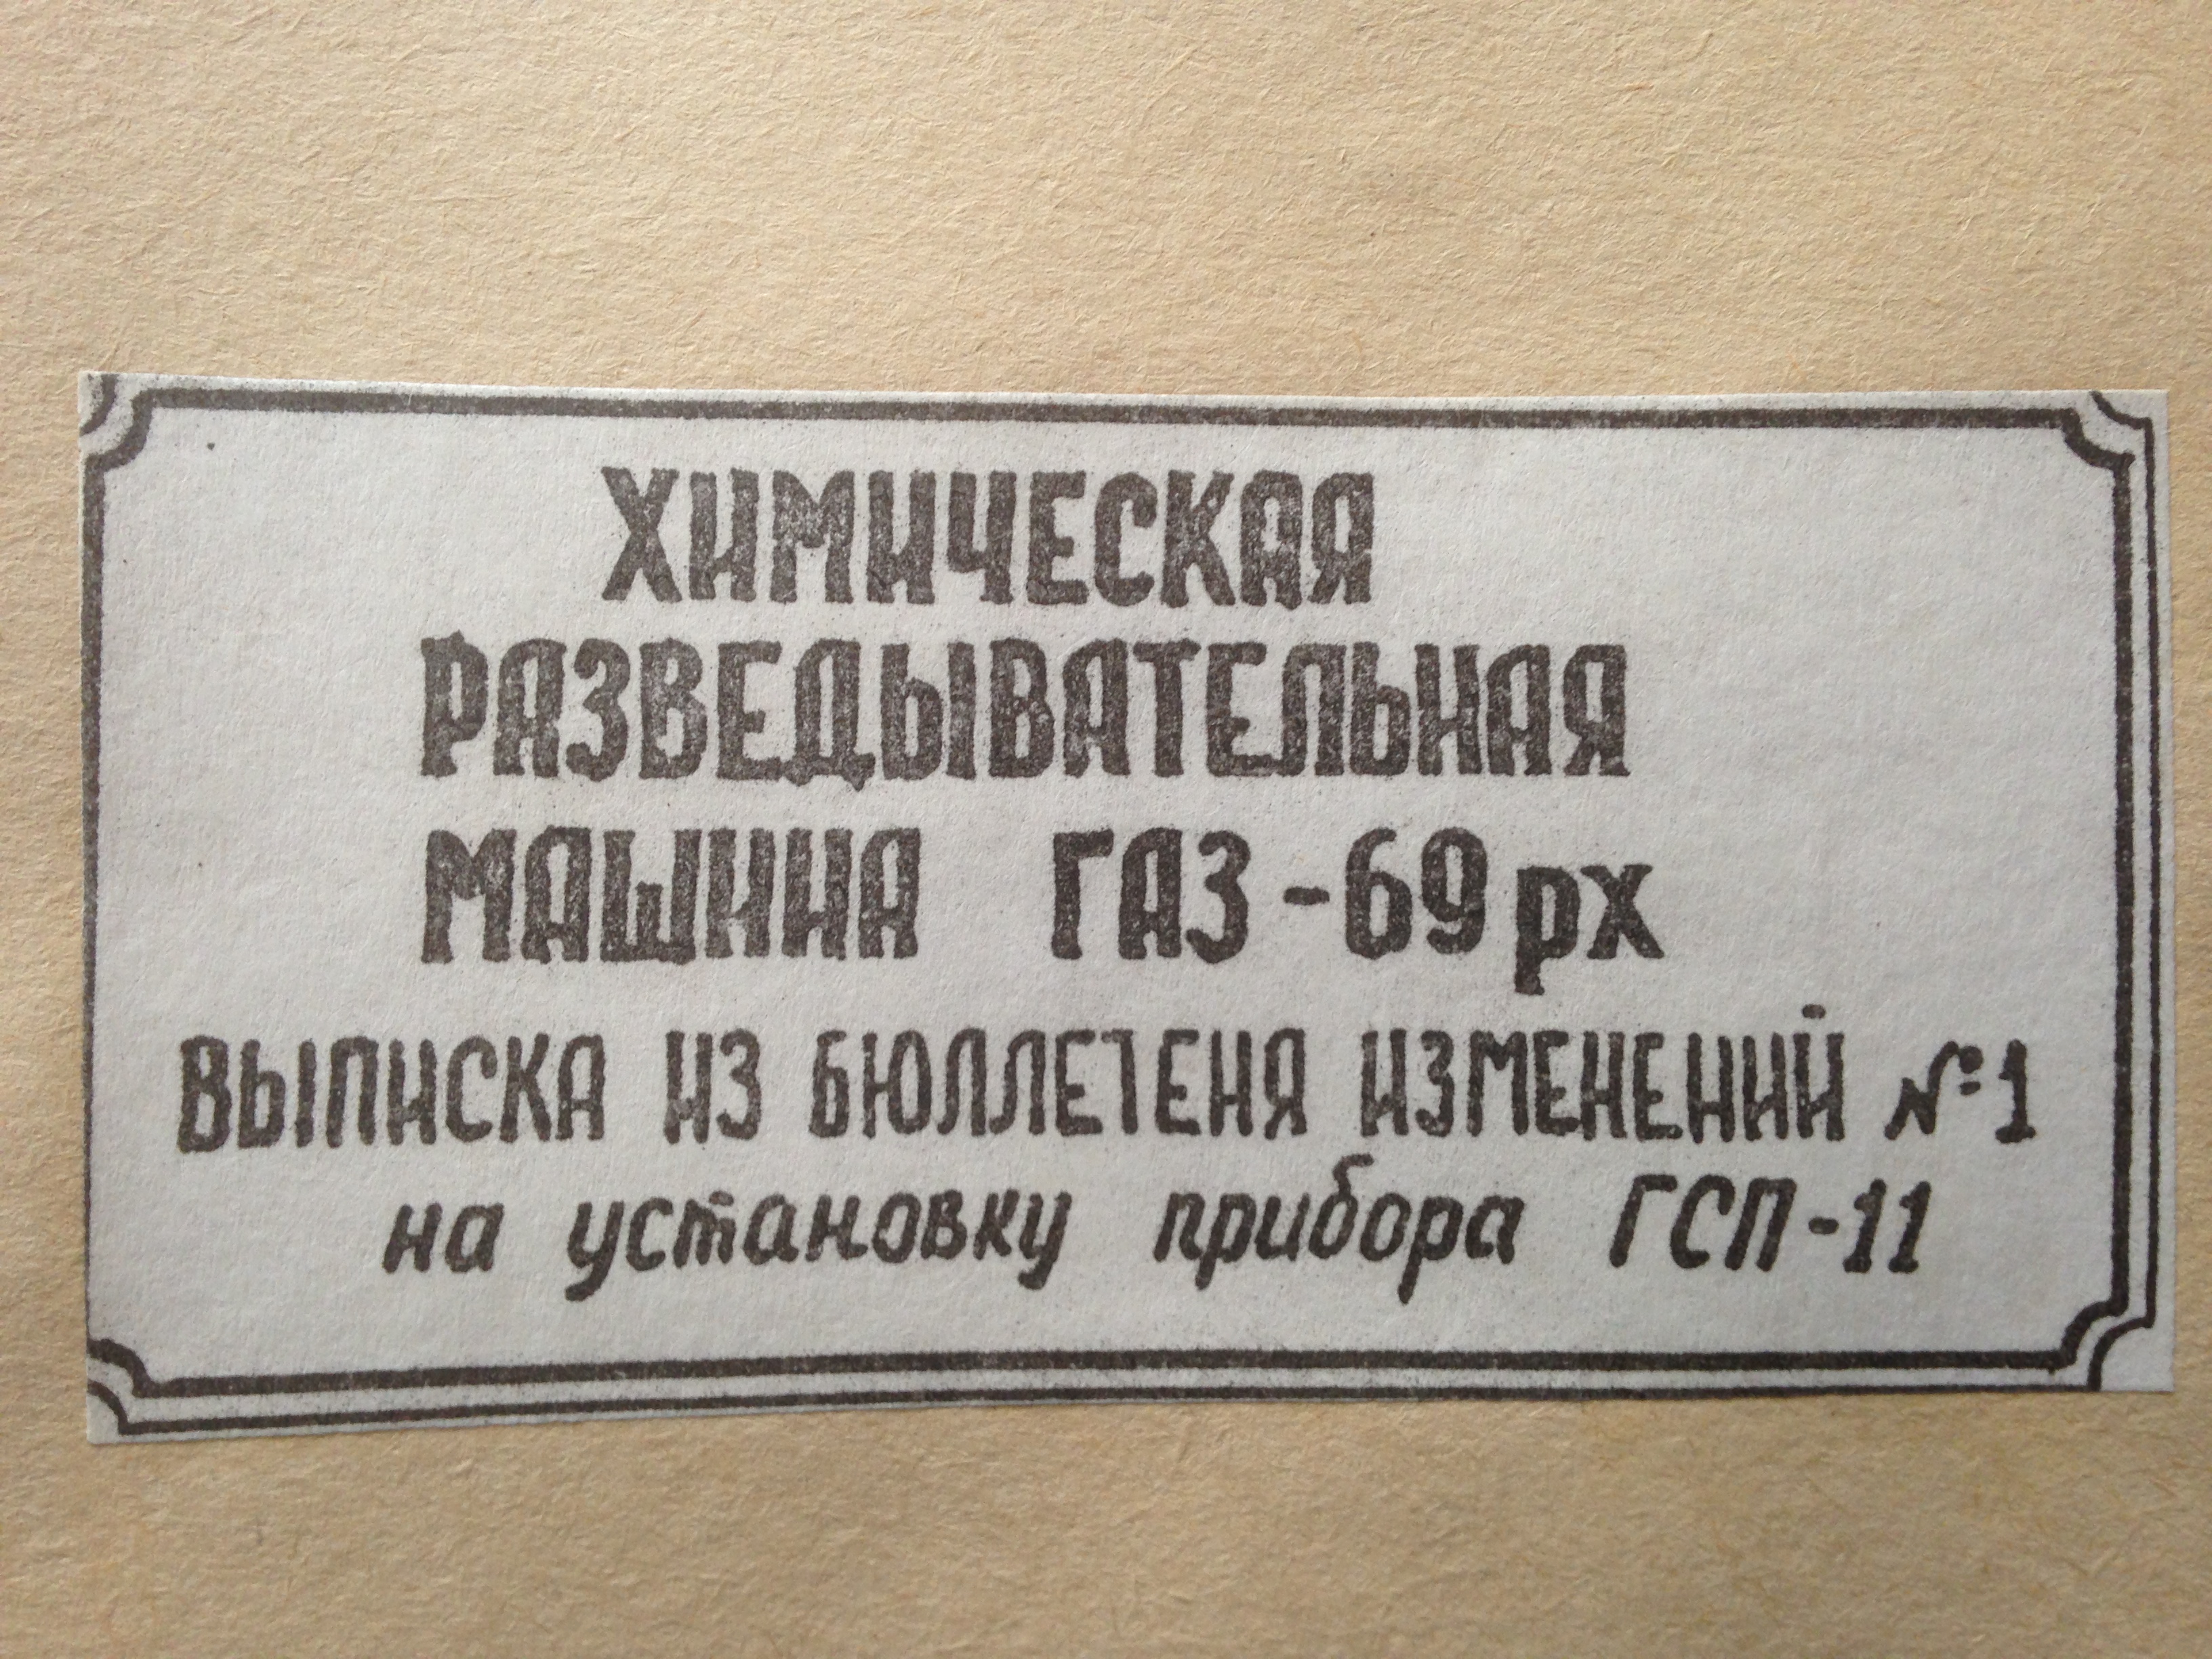 ХИМИЧЕСКАЯ
РАЗВЕДЫВАТЕЛЬНАЯ
МАШИНА ГАЗ-69рх
ВЫПИСКА ИЗ БЮЛЛЕТЕНЯ ИЗМЕНЕНИЙ №1
на установку прибора ГСП-11